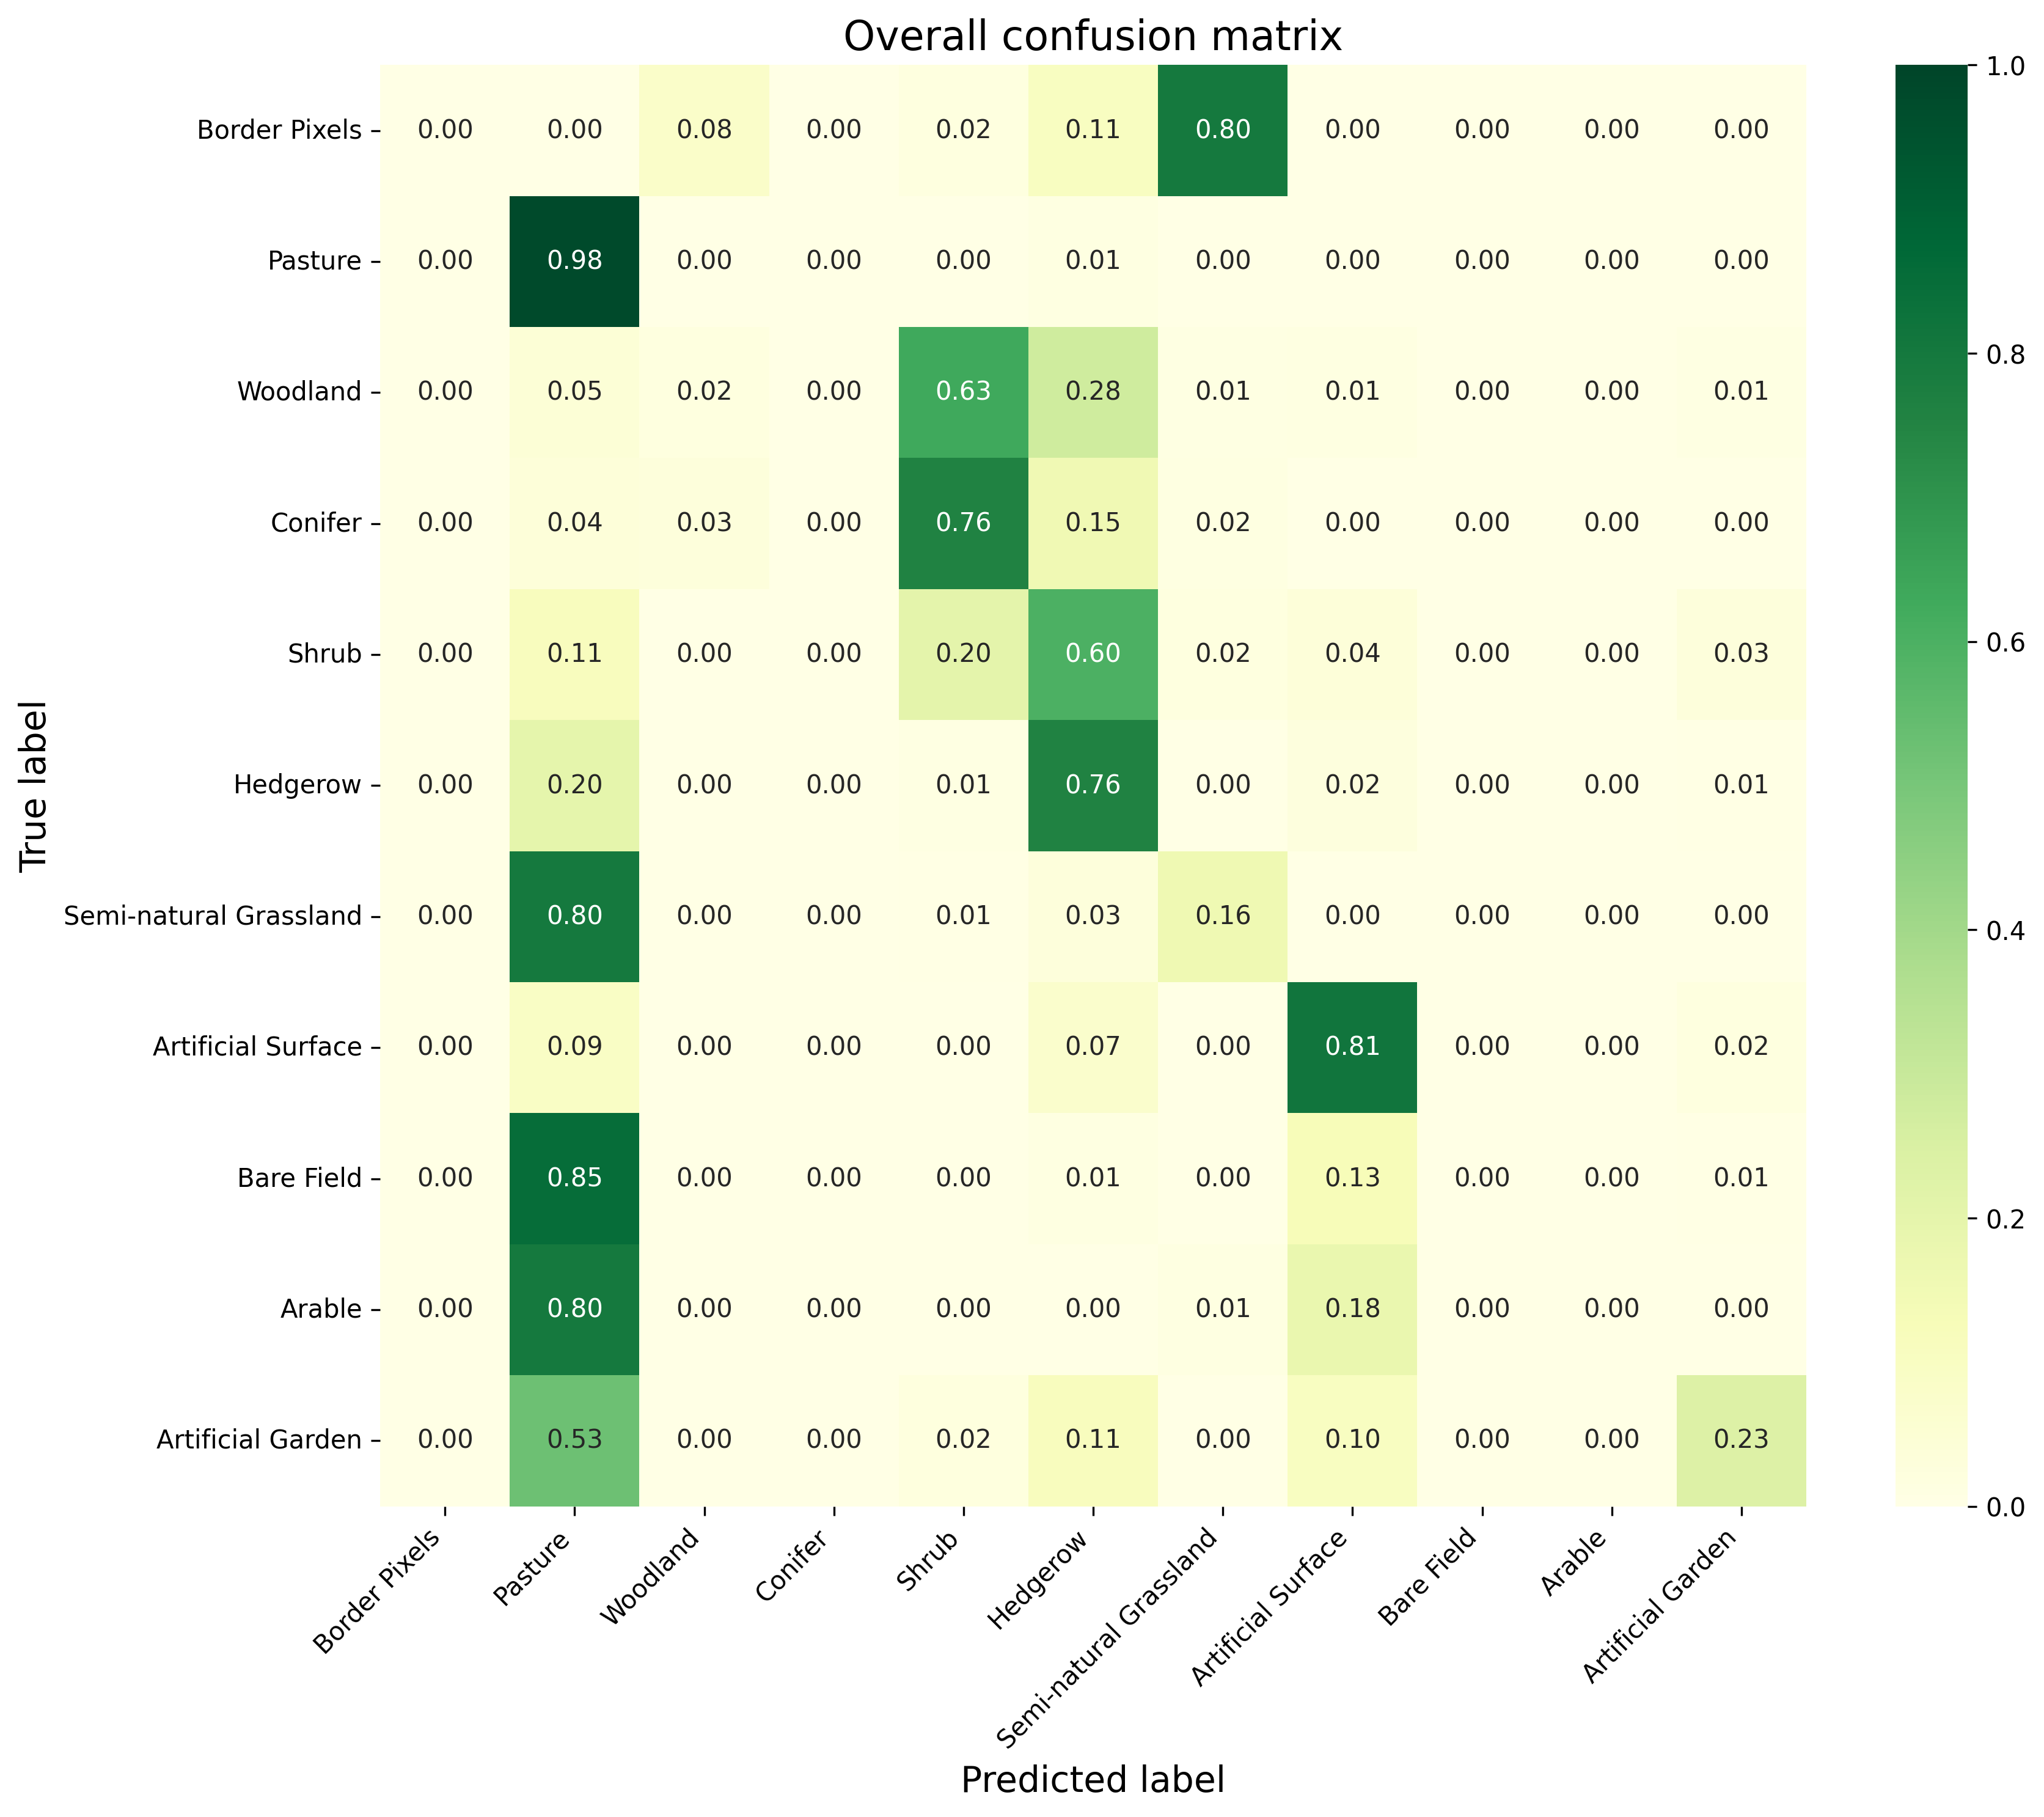 Overall confusion matrix
True label
Border Pixels 0.00 0.00 0.08 0.00 0.02 0.11 0.80 0.00 0.00 0.00 0.00
Pasture 0.00 0.98 0.00 0.00 0.00 0.01 0.00 0.00 0.00 0.00 0.00
Woodland 0.00 0.05 0.02 0.00 0.63 0.28 0.01 0.01 0.00 0.00 0.01
Conifer 0.00 0.04 0.03 0.00 0.76 0.15 0.02 0.00 0.00 0.00 0.00
Shrub 0.00 0.11 0.00 0.00 0.20 0.60 0.02 0.04 0.00 0.00 0.03
Hedgerow 0.00 0.20 0.00 0.00 0.01 0.76 0.00 0.02 0.00 0.00 0.01
Semi-natural Grassland 0.00 0.80 0.00 0.00 0.01 0.03 0.16 0.00 0.00 0.00 0.00
Artificial Surface 0.00 0.09 0.00 0.00 0.00 0.07 0.00 0.81 0.00 0.00 0.02
Bare Field 0.00 0.85 0.00 0.00 0.00 0.01 0.00 0.13 0.00 0.00 0.01
Arable 0.00 0.80 0.00 0.00 0.00 0.00 0.01 0.18 0.00 0.00 0.00
Artificial Garden 0.00 0.53 0.00 0.00 0.02 0.11 0.00 0.10 0.00 0.00 0.23
Border Pixels
Pasture
Woodland
Conifer
Shrub
Hedgerow
Semi-natural Grassland
Artificial Surface
Bare Field
Arable
Artificial Garden
Predicted label
1.0
0.8
0.6
0.4
0.2
0.0